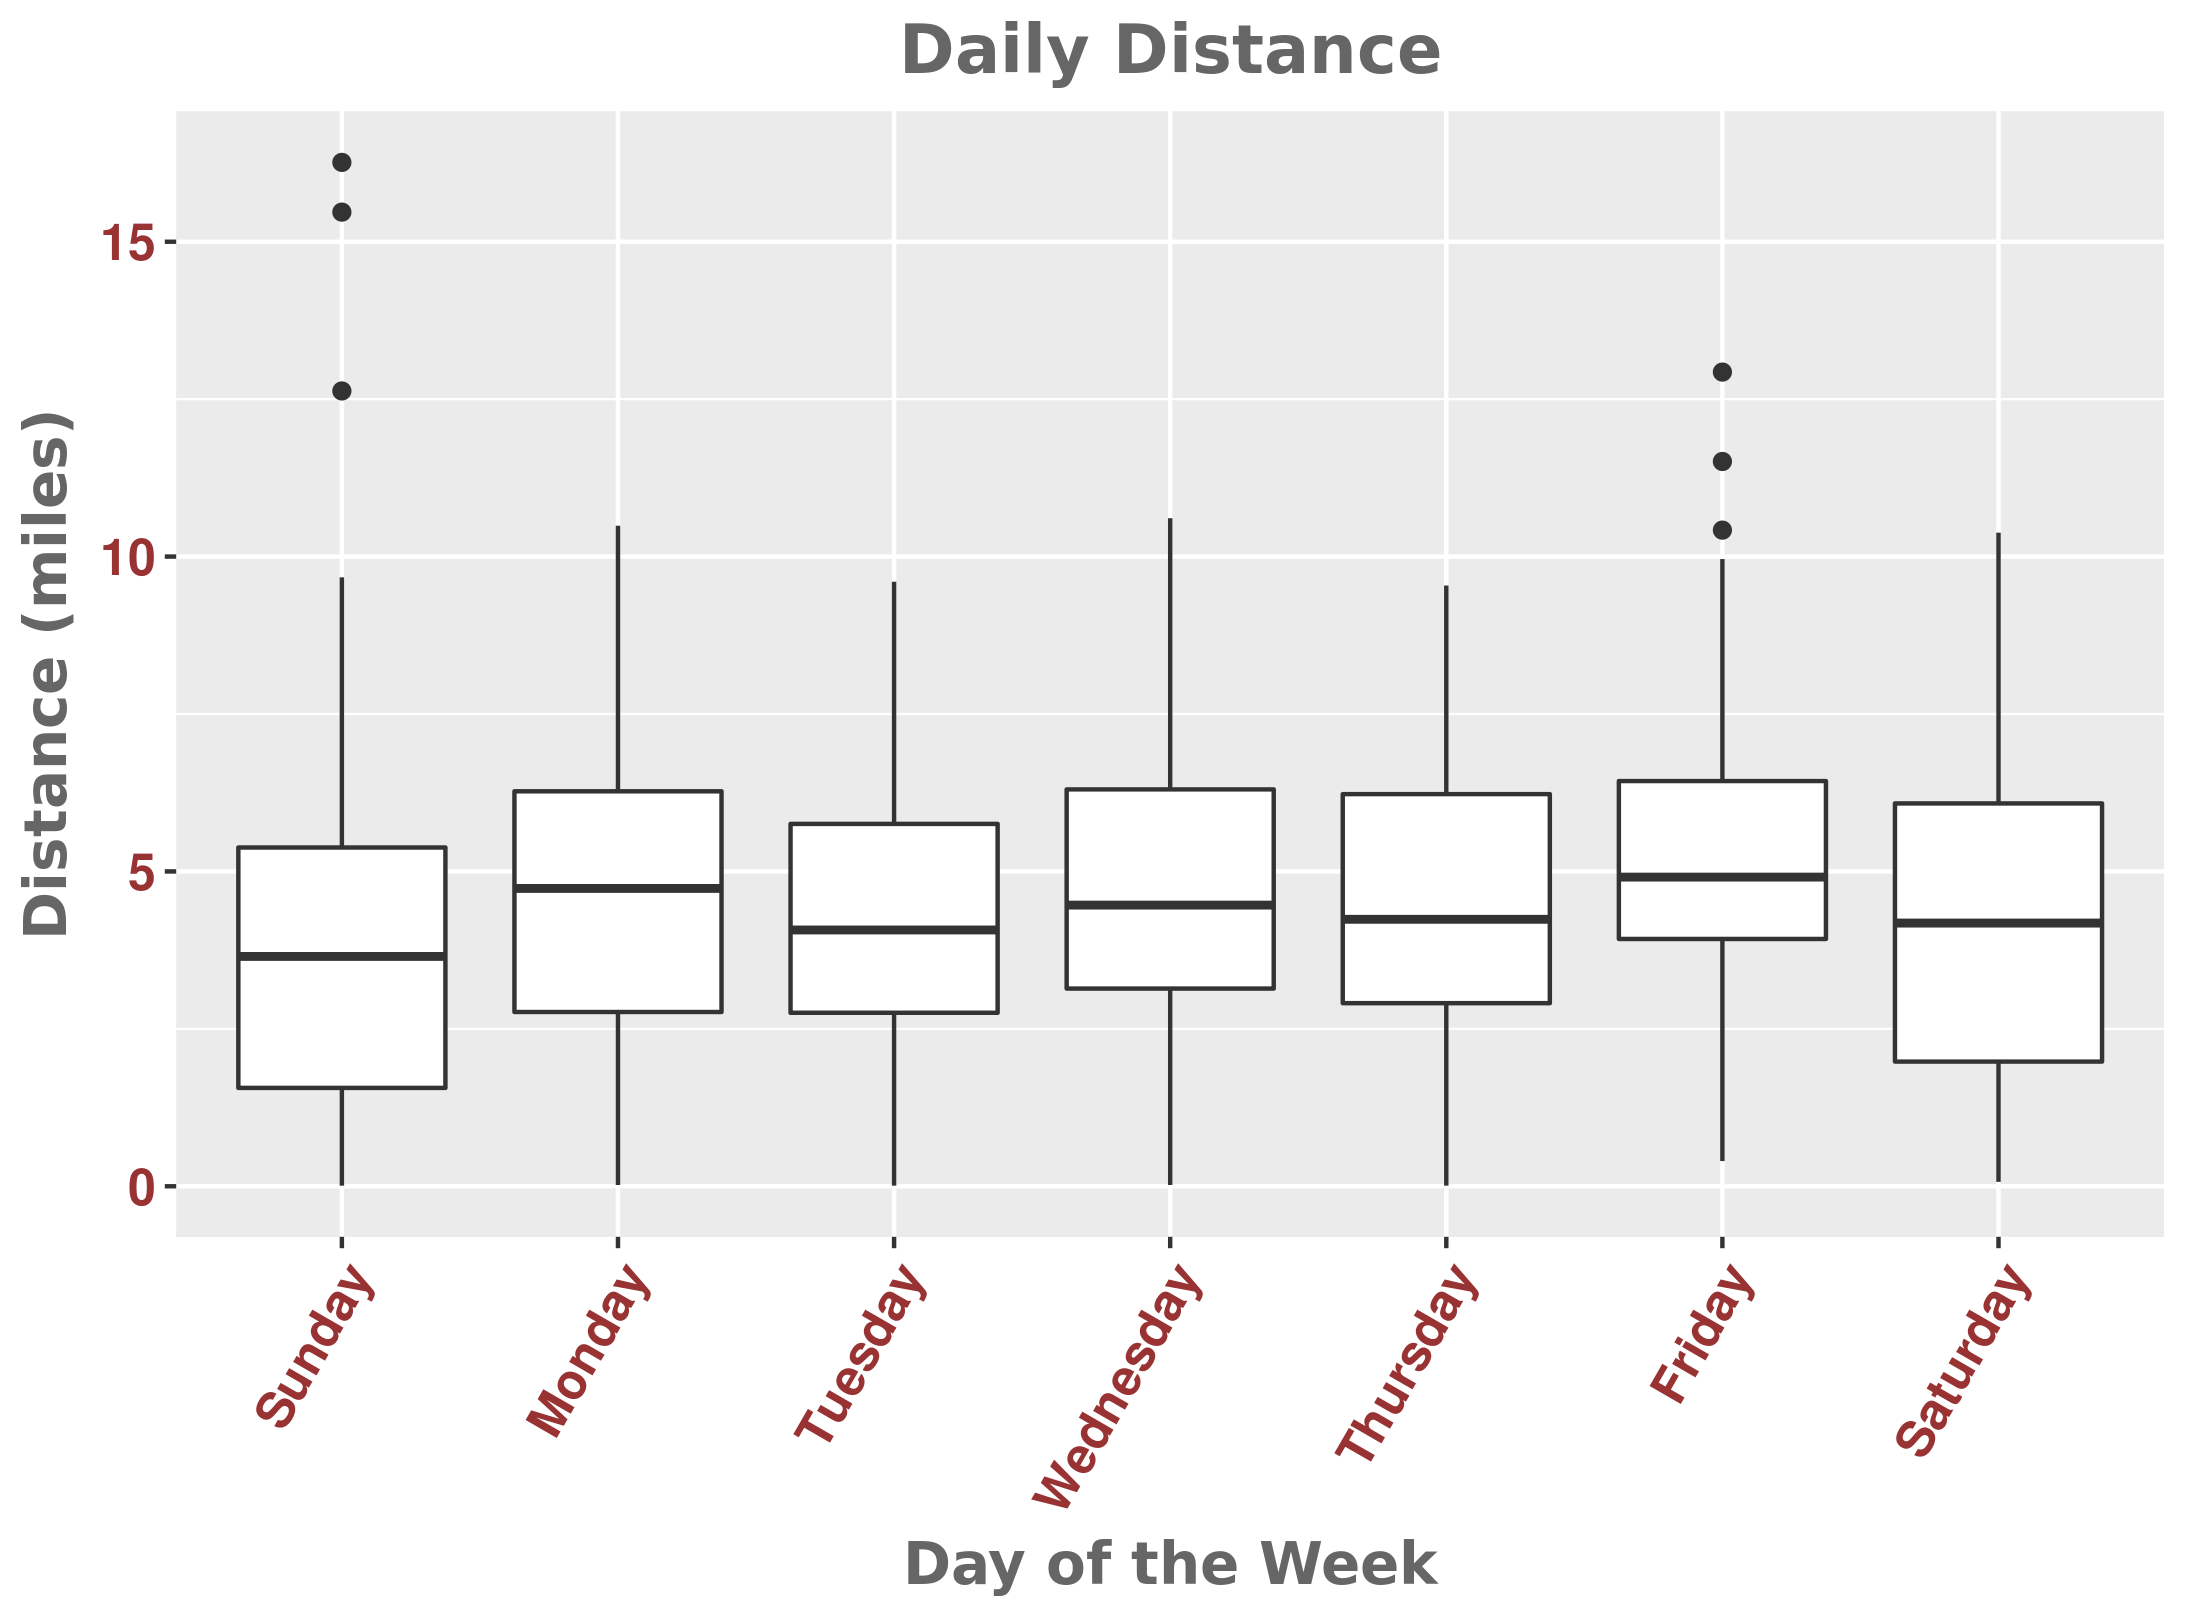 Daily Distance
Distance (miles)
15
10
5
0
Sunday
Monday
Tuesday
Wednesday
Thursday
Friday
Saturday
Day of the Week